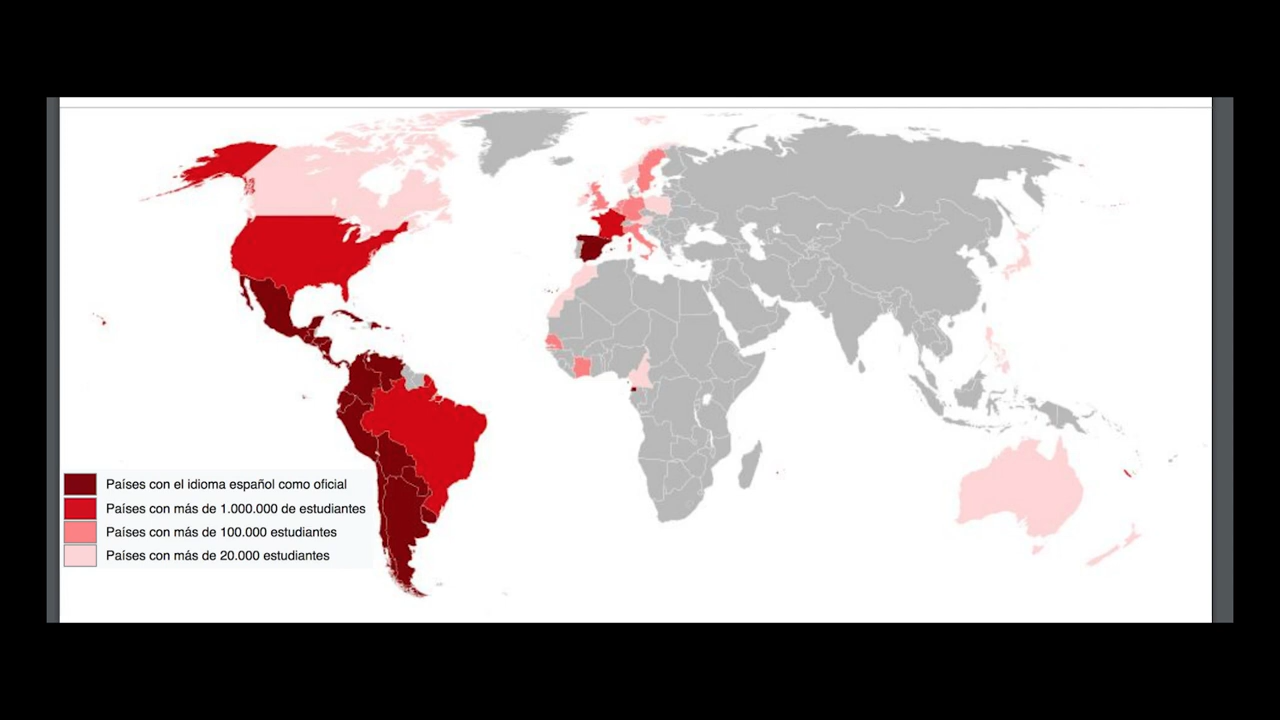 Países con el idioma español como oficial
Países con más de 1.000.000 de estudiantes
Países con más de 100.000 estudiantes
Países con más de 20.000 estudiantes